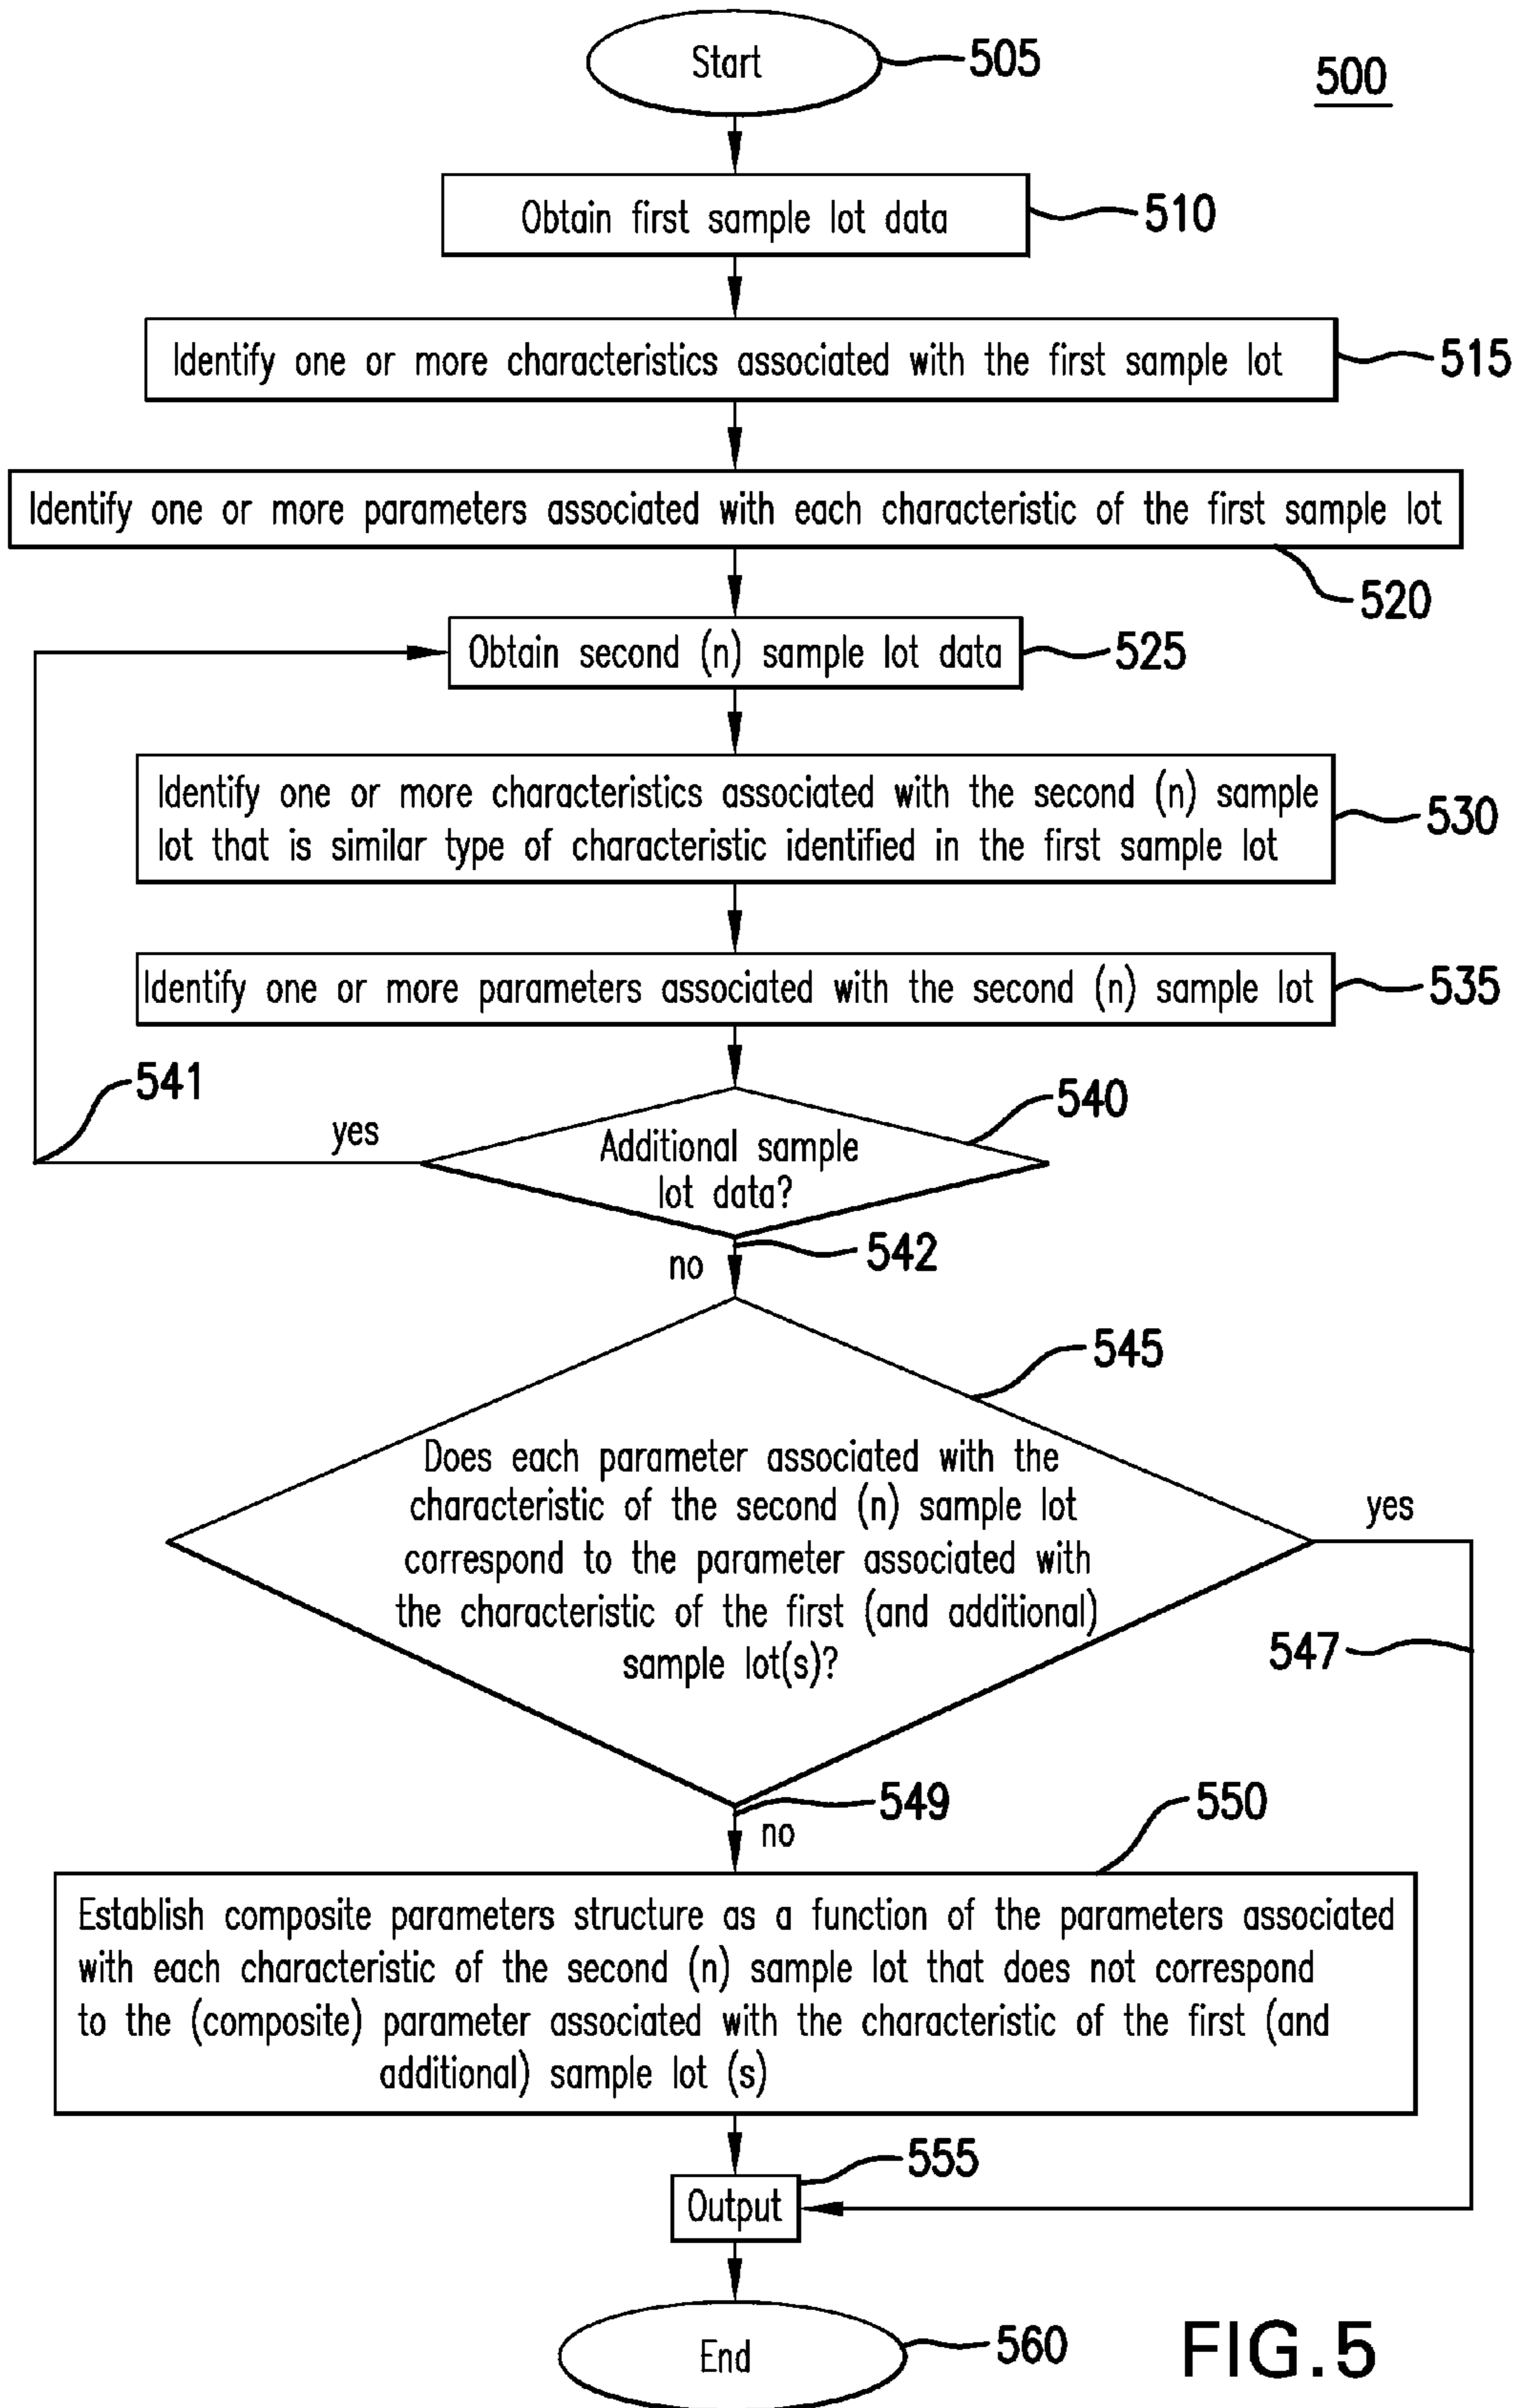 Start
505
500
Obtain first sample lot data
510
Identify one or more characteristics associated with the first sample lot
515
Identify one or more parameters associated with each characteristic of the first sample lot
520
Obtain second (n) sample lot data
525
Identify one or more characteristics associated with the second (n) sample
lot that is similar type of characteristic identified in the first sample lot
530
Identify one or more parameters associated with the second (n) sample lot
535
541
yes
540
Additional sample
lot data?
542
no
545
Does each parameter associated with the
characteristic of the second (n) sample lot
correspond to the parameter associated with
the characteristic of the first (and additional)
sample lot(s)?
yes
547
549
no
550
Establish composite parameters structure as a function of the parameters associated
with each characteristic of the second (n) sample lot that does not correspond
to the (composite) parameter associated with the characteristic of the first (and
additional) sample lot (s)
555
Output
End
560
FIG.5